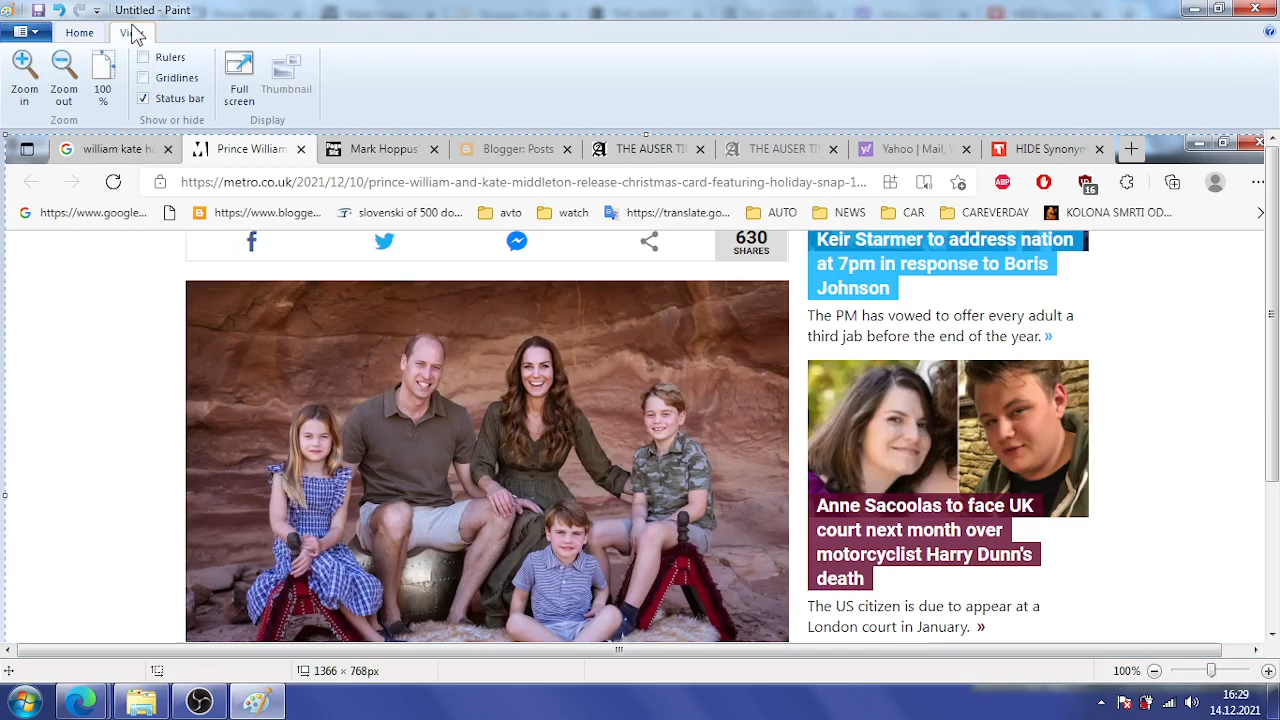 Untitled - Paint
Home
Vi
Zoom in
Zoom out
100 %
Rulers
Gridlines
Status bar
Full screen
Thumbnail
Zoom
Show or hide
Display
william kate ho
Prince William
Mark Hoppus
Blogger: Posts
THE AUSER TI
THE AUSER TI
Yahoo | Mail, W
HIDE Synonym
https://metro.co.uk/2021/12/10/prince-william-and-kate-middleton-release-christmas-card-featuring-holiday-snap-1...
ABP
16
https://www.google...
https://www.blogge...
slovenski of 500 do...
avto
watch
https://translate.go...
AUTO
NEWS
CAR
CAREVERDAY
KOLONA SMRTI OD...
630
SHARES
Keir Starmer to address nation
at 7pm in response to Boris
Johnson
The PM has vowed to offer every adult a
third jab before the end of the year. »
Anne Sacoolas to face UK
court next month over
motorcyclist Harry Dunn's
death
The US citizen is due to appear at a
London court in January. »
1366 × 768px
100%
16:29
14.12.2021